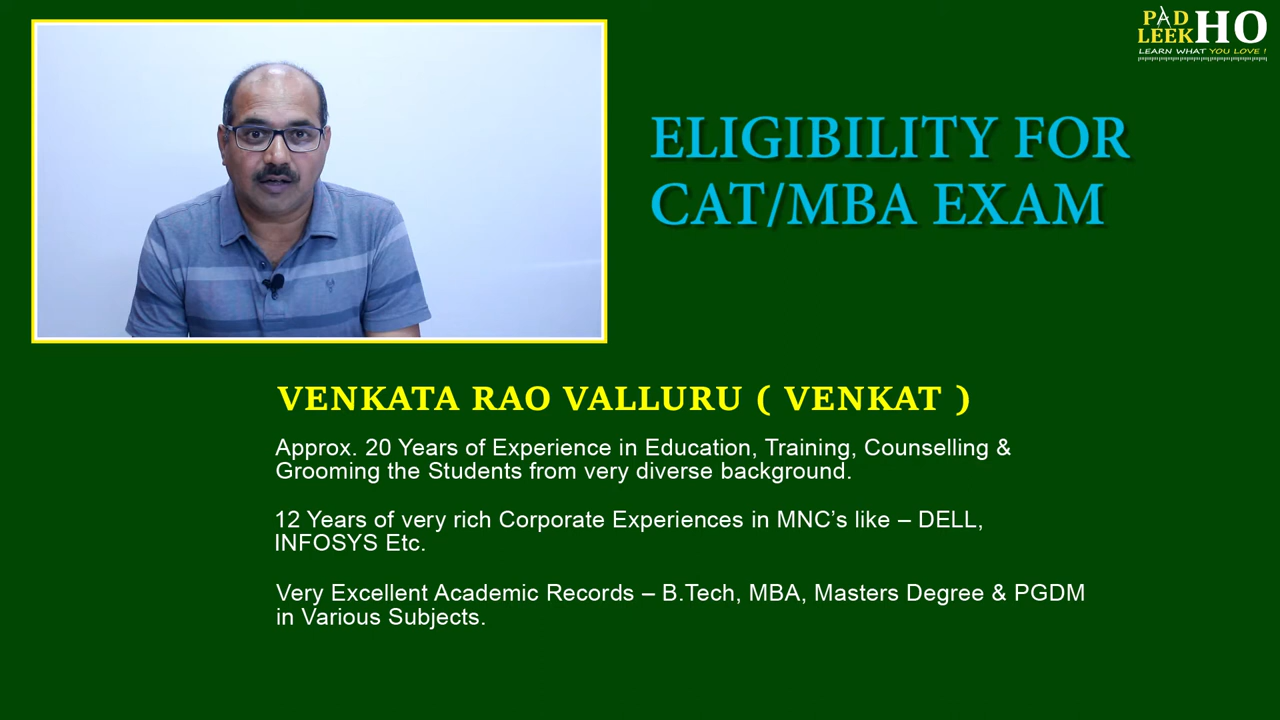 PAD
LEEKHO
LEARN WHAT YOU LOVE !
ELIGIBILITY FOR
CAT/MBA EXAM
VENKATA RAO VALLURU ( VENKAT )
Approx. 20 Years of Experience in Education, Training, Counselling &
Grooming the Students from very diverse background.
12 Years of very rich Corporate Experiences in MNC’s like – DELL,
INFOSYS Etc.
Very Excellent Academic Records – B.Tech, MBA, Masters Degree & PGDM
in Various Subjects.